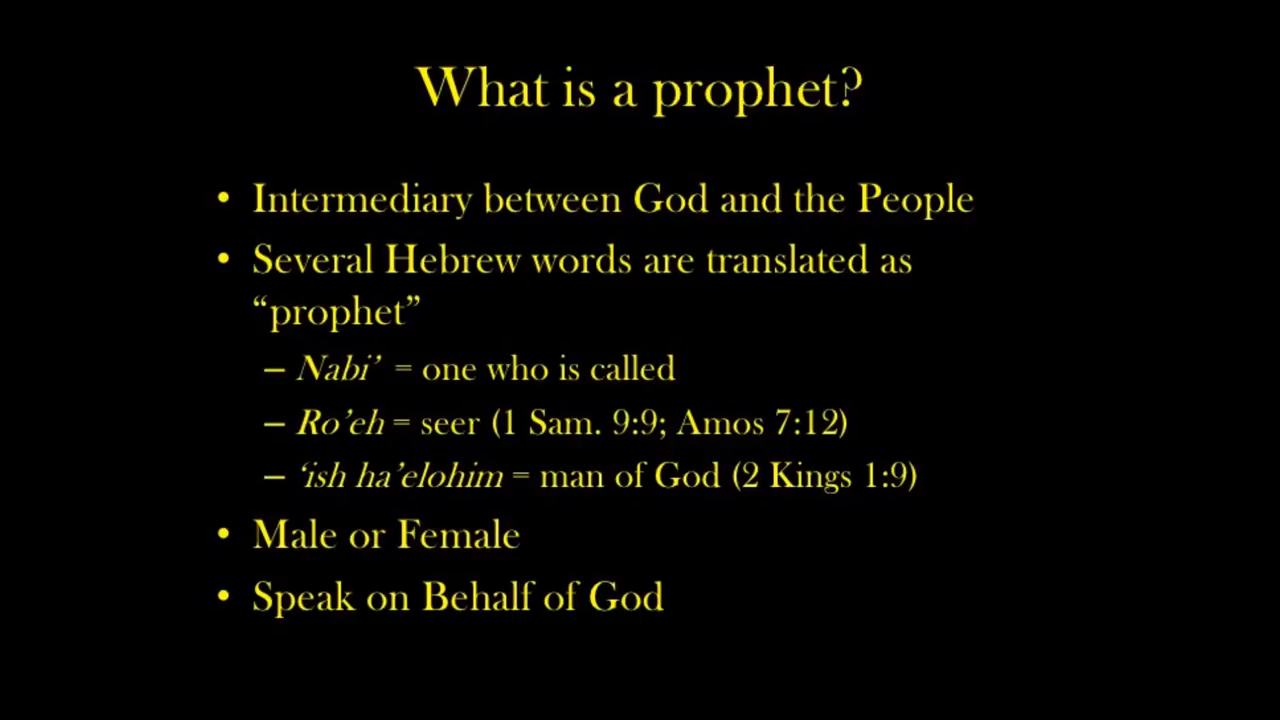 What is a prophet?
• Intermediary between God and the People
• Several Hebrew words are translated as
“prophet”
– Nabi’ = one who is called
– Ro’eh = seer (1 Sam. 9:9; Amos 7:12)
– ‘ish ha’elohim = man of God (2 Kings 1:9)
• Male or Female
• Speak on Behalf of God